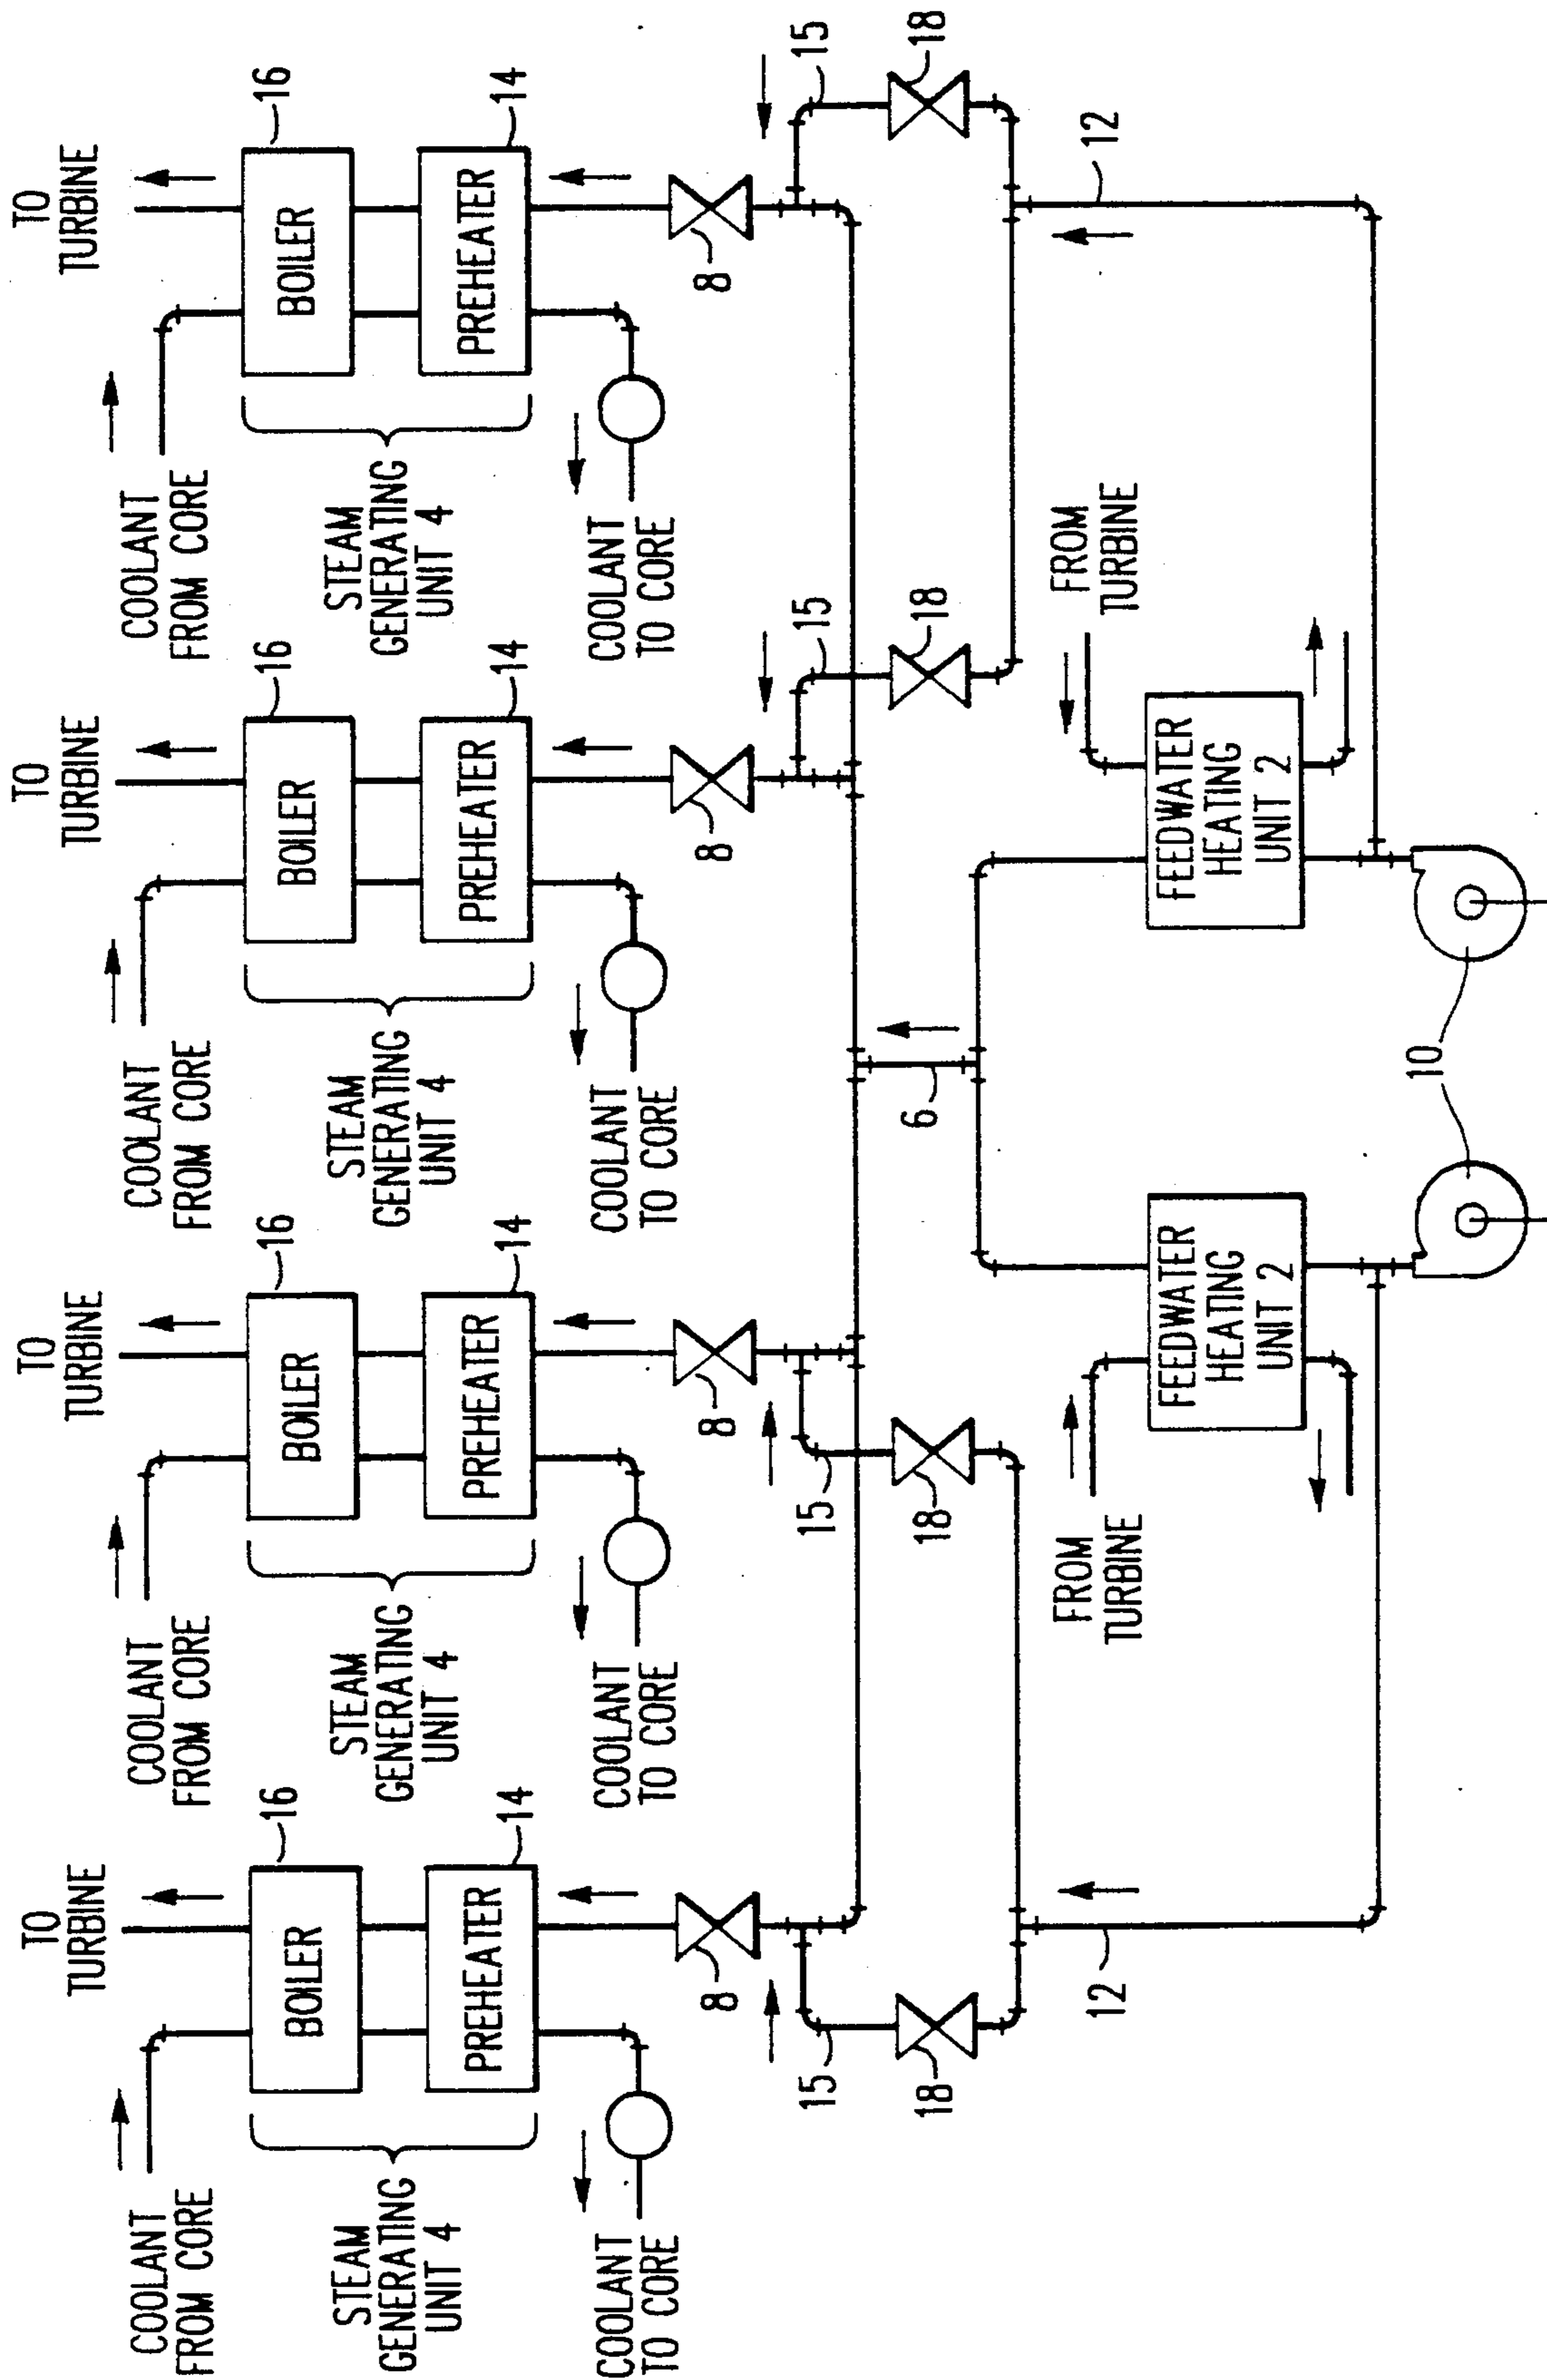 TO
TURBINE
COOLANT
FROM CORE
BOILER
16
STEAM
GENERATING
UNIT 4
PREHEATER
14
COOLANT
TO CORE
8
15
18
TO
TURBINE
COOLANT
FROM CORE
BOILER
16
STEAM
GENERATING
UNIT 4
PREHEATER
14
COOLANT
TO CORE
8
15
18
TO
TURBINE
COOLANT
FROM CORE
BOILER
16
STEAM
GENERATING
UNIT 4
PREHEATER
14
COOLANT
TO CORE
8
15
18
TO
TURBINE
COOLANT
FROM CORE
BOILER
16
STEAM
GENERATING
UNIT 4
PREHEATER
14
COOLANT
TO CORE
8
15
18
6
12
FROM
TURBINE
FEEDWATER
HEATING
UNIT 2
FROM
TURBINE
FEEDWATER
HEATING
UNIT 2
12
10